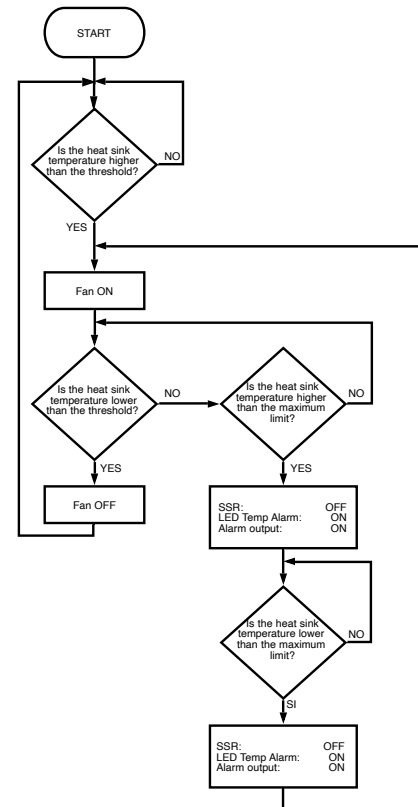 START
Is the heat sink
temperature higher
than the threshold?
NO
YES
Fan ON
Is the heat sink
temperature lower
than the threshold?
NO
Is the heat sink
temperature higher
than the maximum
limit?
NO
YES
YES
Fan OFF
SSR: OFF
LED Temp Alarm: ON
Alarm output: ON
Is the heat sink
temperature lower
than the maximum
limit?
NO
SI
SSR: OFF
LED Temp Alarm: ON
Alarm output: ON